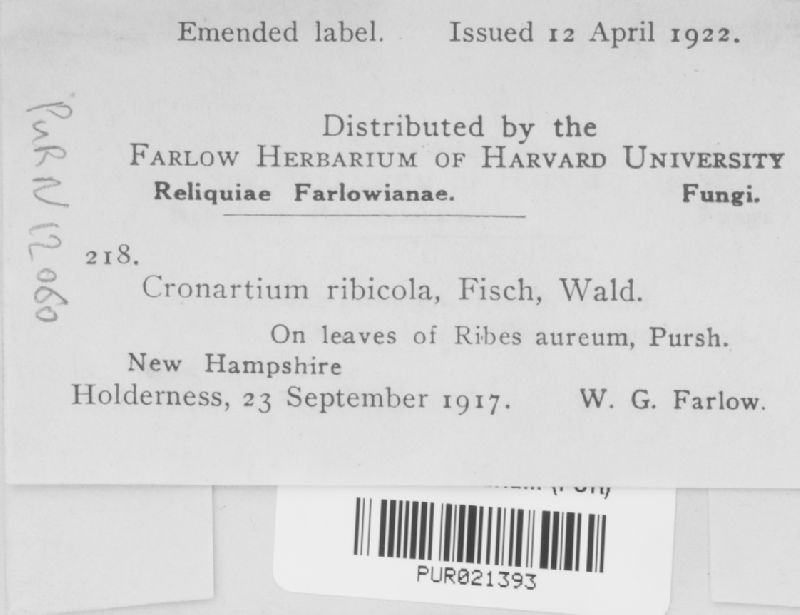 Emended label. Issued 12 April 1922.
Distributed by the
FARLOW HERBARIUM OF HARVARD UNIVERSITY
Reliquiae Farlowianae. Fungi.
218.
Cronartium ribicola, Fisch, Wald.
On leaves of Ribes aureum, Pursh.
New Hampshire
Holderness, 23 September 1917. W. G. Farlow.
PUR N 12060
PUR021393